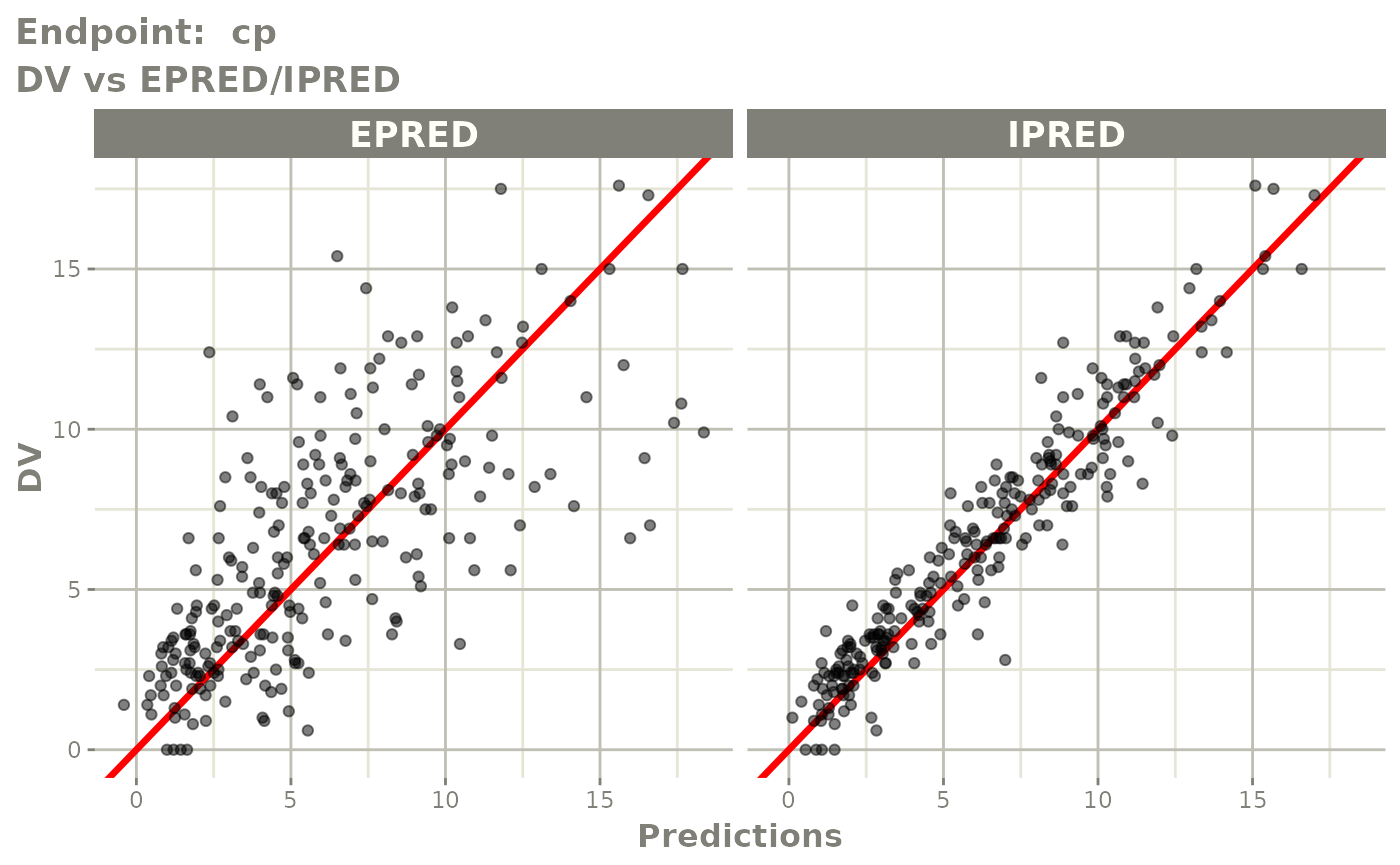 Endpoint:  cp
DV vs EPRED/IPRED
EPRED IPRED
15
10
5
0
DV
0 5 10 15 0 5 10 15
Predictions